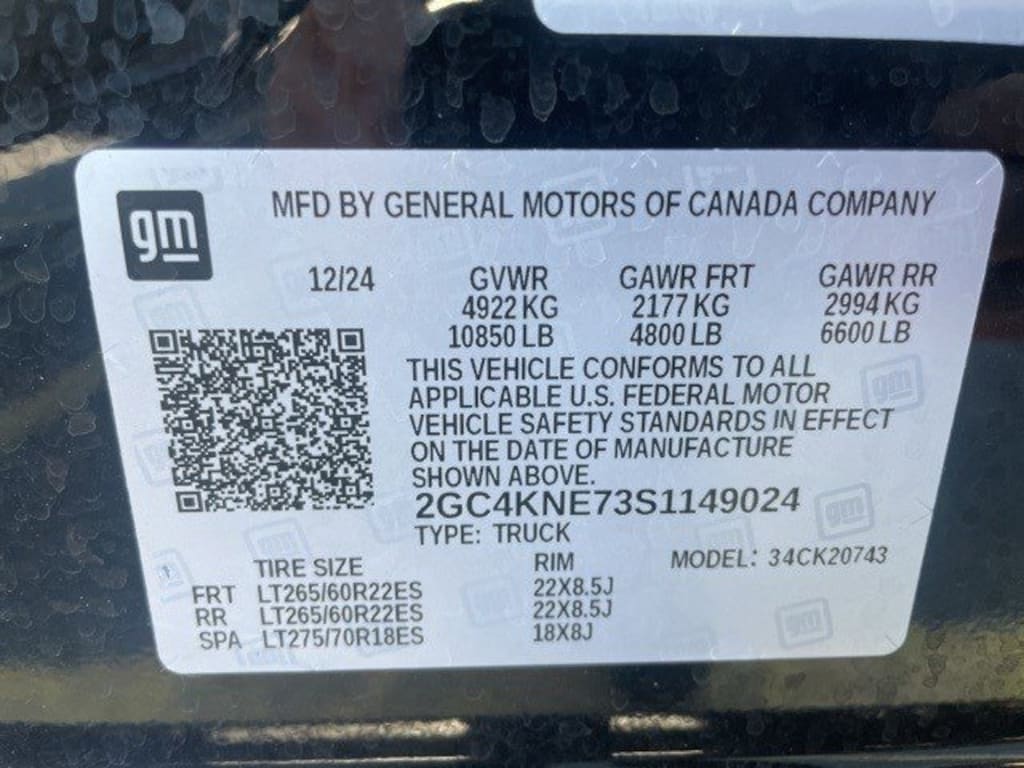 gm
MFD BY GENERAL MOTORS OF CANADA COMPANY
12/24 GVWR GAWR FRT GAWR RR
4922 KG 2177 KG 2994 KG
10850 LB 4800 LB 6600 LB
THIS VEHICLE CONFORMS TO ALL
APPLICABLE U.S. FEDERAL MOTOR
VEHICLE SAFETY STANDARDS IN EFFECT
ON THE DATE OF MANUFACTURE
SHOWN ABOVE.
2GC4KNE73S1149024
TYPE: TRUCK
TIRE SIZE RIM MODEL: 34CK20743
FRT LT265/60R22ES 22X8.5J
RR LT265/60R22ES 22X8.5J
SPA LT275/70R18ES 18X8J